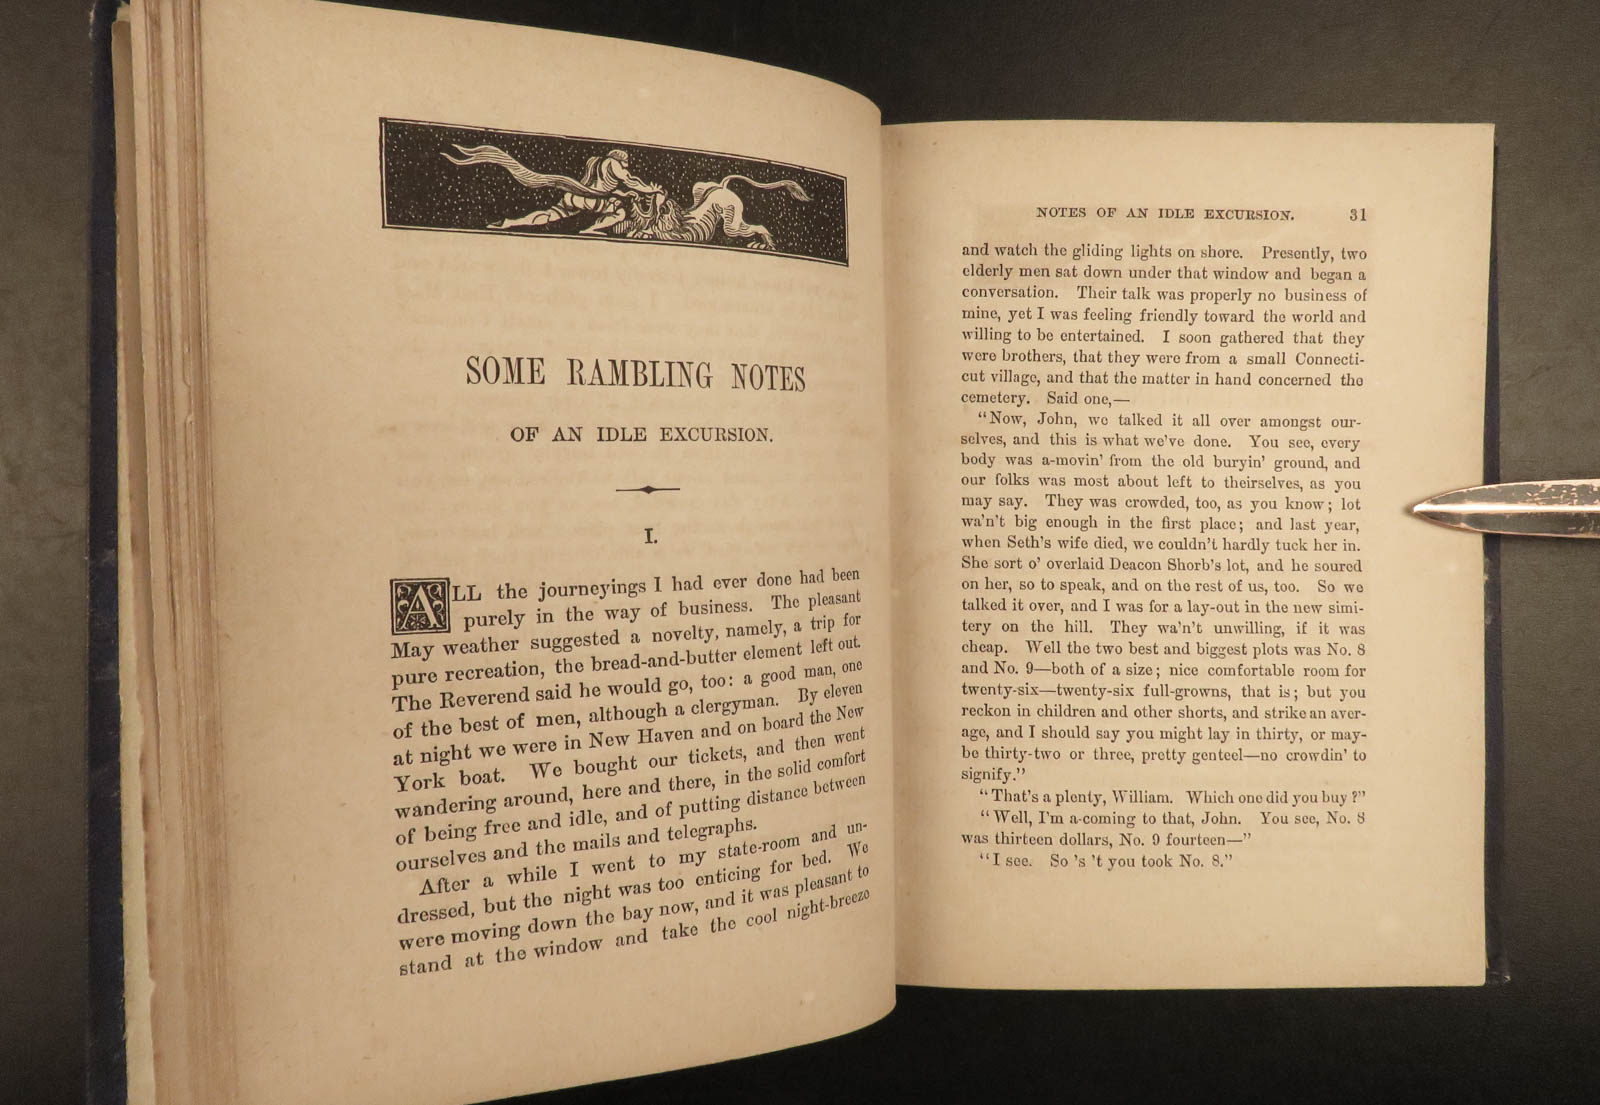 SOME RAMBLING NOTES
OF AN IDLE EXCURSION.
I.
ALL the journeyings I had ever done had been
purely in the way of business. The pleasant
May weather suggested a novelty, namely, a trip for
pure recreation, the bread-and-butter element left out.
The Reverend said he would go, too: a good man, one
of the best of men, although a clergyman. By eleven
at night we were in New Haven and on board the New
York boat. We bought our tickets, and then went
wandering around, here and there, in the solid comfort
of being free and idle, and of putting distance between
ourselves and the mails and telegraphs.
After a while I went to my state-room and un-
dressed, but the night was too enticing for bed. We
were moving down the bay now, and it was pleasant to
stand at the window and take the cool night-breeze
NOTES OF AN IDLE EXCURSION. 31
and watch the gliding lights on shore. Presently, two
elderly men sat down under that window and began a
conversation. Their talk was properly no business of
mine, yet I was feeling friendly toward the world and
willing to be entertained. I soon gathered that they
were brothers, that they were from a small Connecti-
cut village, and that the matter in hand concerned the
cemetery. Said one,—
"Now, John, we talked it all over amongst our-
selves, and this is what we've done. You see, every
body was a-movin' from the old buryin' ground, and
our folks was most about left to theirselves, as you
may say. They was crowded, too, as you know; lot
wa'n't big enough in the first place; and last year,
when Seth's wife died, we couldn't hardly tuck her in.
She sort o' overlaid Deacon Shorb's lot, and he soured
on her, so to speak, and on the rest of us, too. So we
talked it over, and I was for a lay-out in the new simi-
tery on the hill. They wa'n't unwilling, if it was
cheap. Well the two best and biggest plots was No. 8
and No. 9—both of a size; nice comfortable room for
twenty-six—twenty-six full-growns, that is; but you
reckon in children and other shorts, and strike an aver-
age, and I should say you might lay in thirty, or may-
be thirty-two or three, pretty genteel—no crowdin' to
signify."
"That's a plenty, William. Which one did you buy?"
"Well, I'm a-coming to that, John. You see, No. 8
was thirteen dollars, No. 9 fourteen—"
"I see. So 's 't you took No. 8."